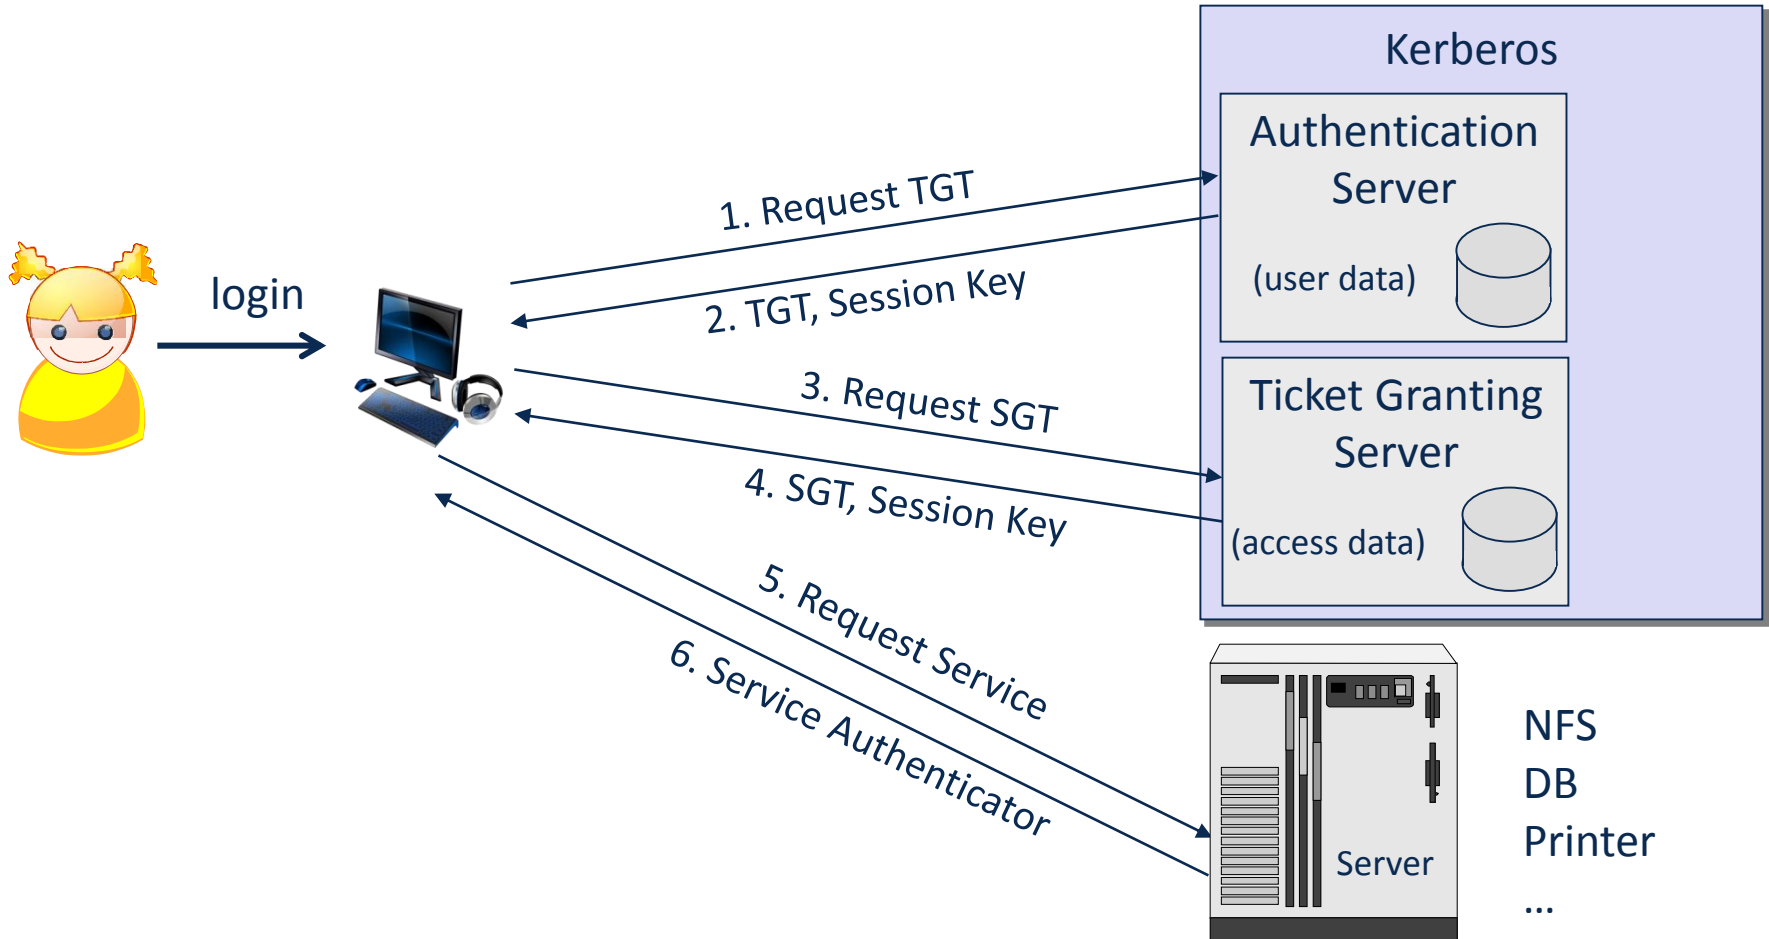 Kerberos
Authentication
Server
(user data)
1. Request TGT
2. TGT, Session Key
login
Ticket Granting
Server
(access data)
3. Request SGT
4. SGT, Session Key
5. Request Service
6. Service Authenticator
Server
NFS
DB
Printer
...